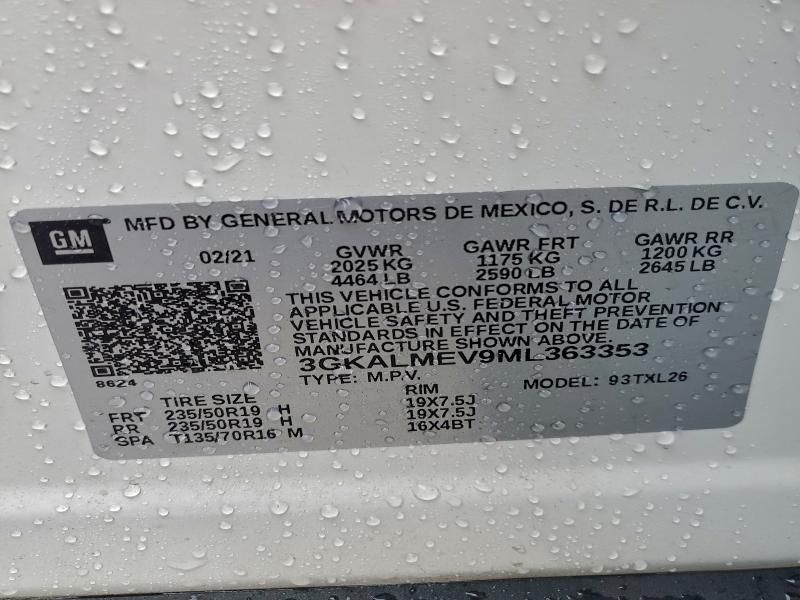 GM
MFD BY GENERAL MOTORS DE MEXICO, S. DE R.L. DE C.V.
02/21 GVWR GAWR FRT GAWR RR
2025 KG 1175 KG 1200 KG
4464 LB 2590 LB 2645 LB
THIS VEHICLE CONFORMS TO ALL
APPLICABLE U.S. FEDERAL MOTOR
VEHICLE SAFETY AND THEFT PREVENTION
STANDARDS IN EFFECT ON THE DATE OF
MANUFACTURE SHOWN ABOVE.
3GKALMEV9ML363353
8624
TYPE: M.P.V. MODEL: 93TXL26
TIRE SIZE RIM
FRT 235/50R19 H 19X7.5J
RR 235/50R19 H 19X7.5J
SPA T135/70R16 M 16X4BT